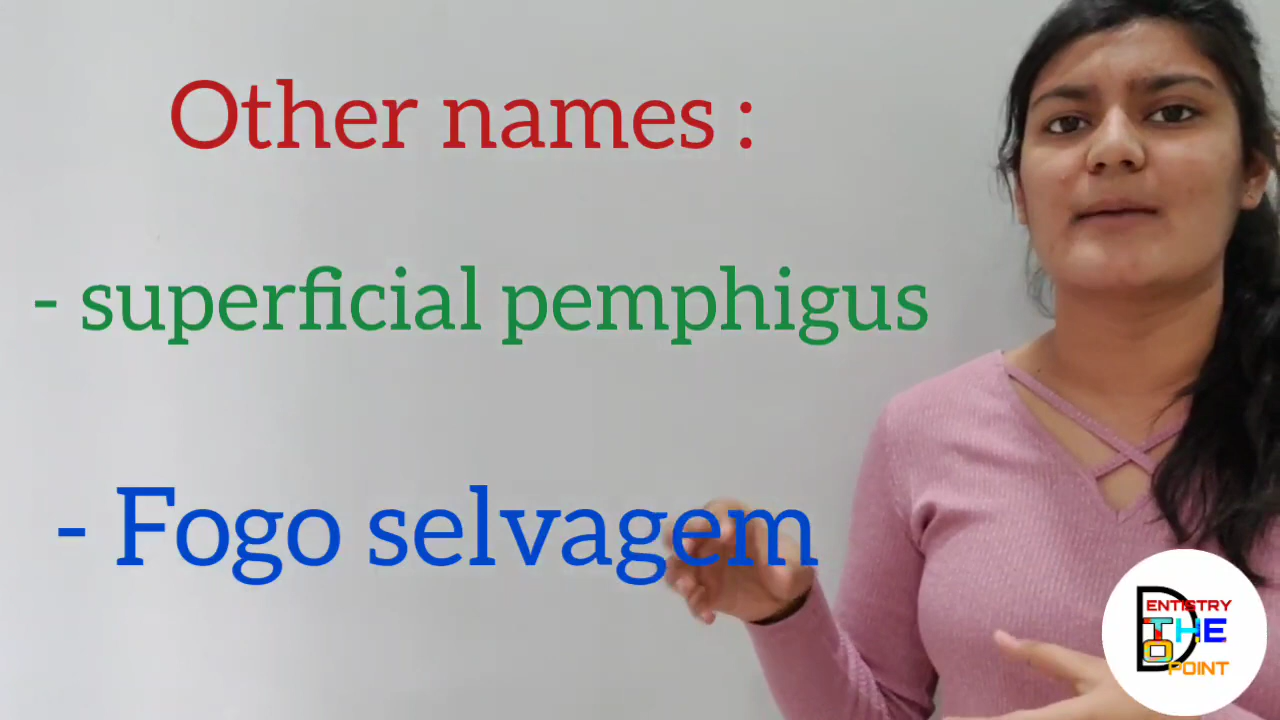 Other names :
- superficial pemphigus
- Fogo selvagem
DENTISTRY
THE
TO
POINT